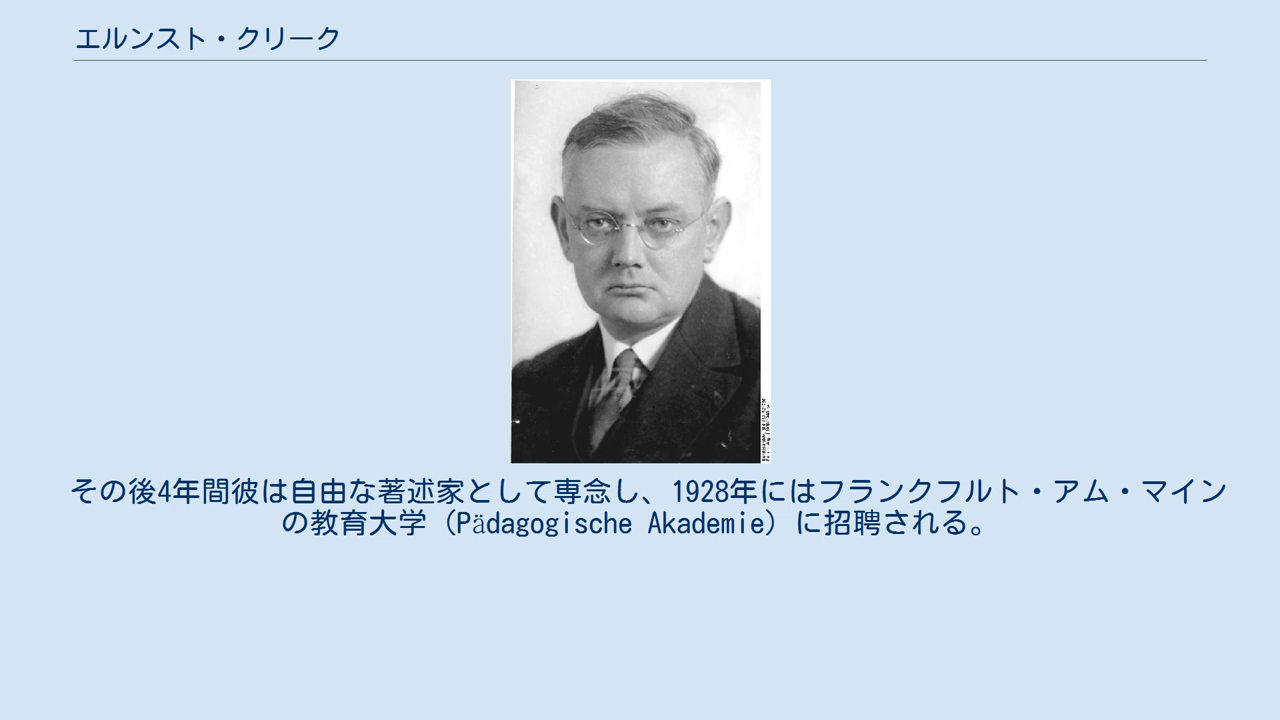 エルンスト・クリーク
その後4年間彼は自由な著述家として専念し、1928年にはフランクフルト・アム・マイン
の教育大学（Pädagogische Akademie）に招聘される。